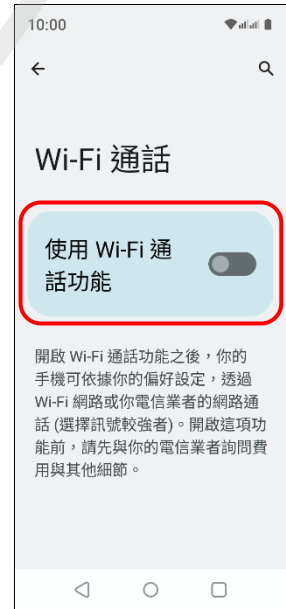 10:00
Wi-Fi 通話
使用 Wi-Fi 通
話功能
開啟 Wi-Fi 通話功能之後，你的
手機可依據你的偏好設定，透過
Wi-Fi 網路或你電信業者的網路通
話 (選擇訊號較強者)。開啟這項功
能前，請先與你的電信業者詢問費
用與其他細節。